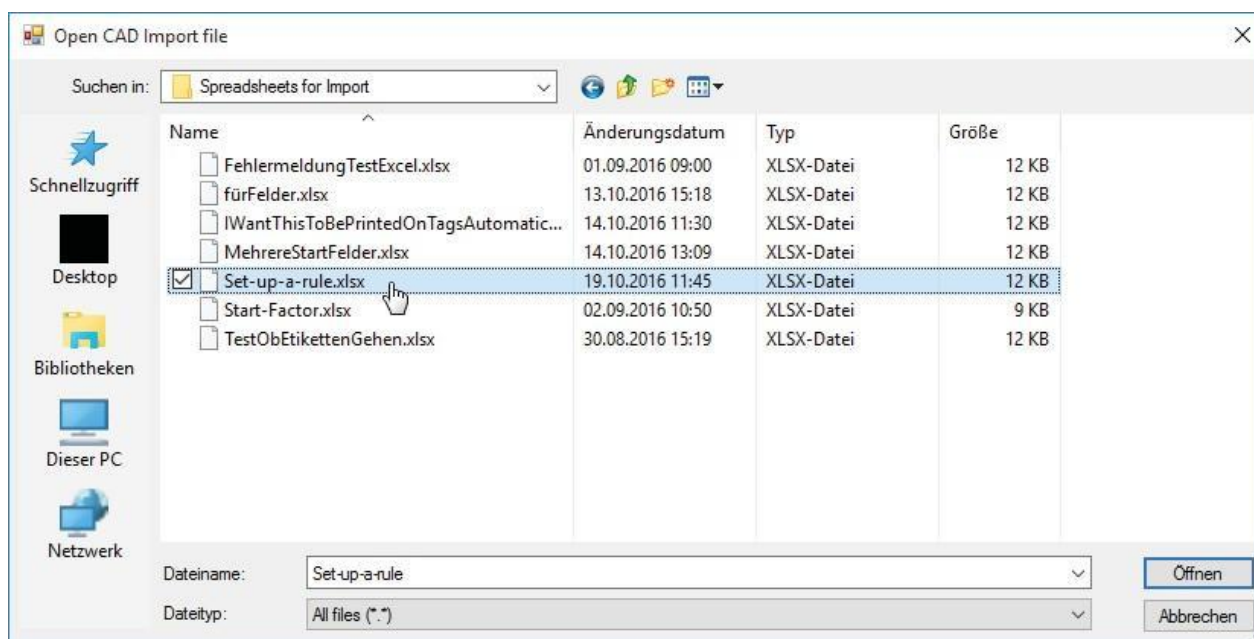 Open CAD Import file
Suchen in: Spreadsheets for Import
Name Änderungsdatum Typ Größe
FehlermeldungTestExcel.xlsx 01.09.2016 09:00 XLSX-Datei 12 KB
fürFelder.xlsx 13.10.2016 15:18 XLSX-Datei 12 KB
IWantThisToBePrintedOnTagsAutomatic... 14.10.2016 11:30 XLSX-Datei 12 KB
MehrereStartFelder.xlsx 14.10.2016 13:09 XLSX-Datei 12 KB
Set-up-a-rule.xlsx 19.10.2016 11:45 XLSX-Datei 12 KB
Start-Factor.xlsx 02.09.2016 10:50 XLSX-Datei 9 KB
TestObEtikettenGehen.xlsx 30.08.2016 15:19 XLSX-Datei 12 KB
Schnellzugriff
Desktop
Bibliotheken
Dieser PC
Netzwerk
Dateiname: Set-up-a-rule Öffnen
Dateityp: All files (*.*) Abbrechen